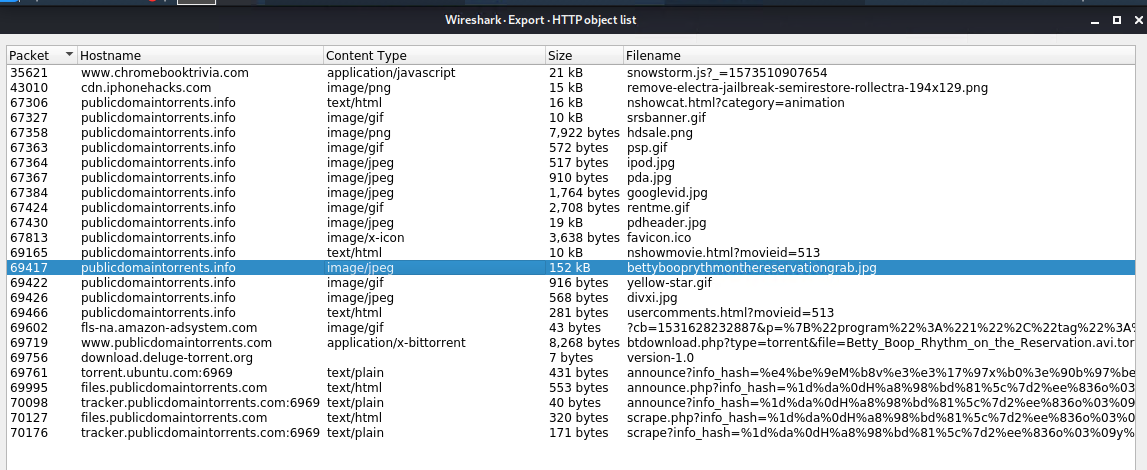 Wireshark · Export · HTTP object list
Packet Hostname Content Type Size Filename
35621 www.chromebooktrivia.com application/javascript 21 kB snowstorm.js?_=1573510907654
43010 cdn.iphonehacks.com image/png 15 kB remove-electra-jailbreak-semirestore-rollectra-194x129.png
67306 publicdomaintorrents.info text/html 16 kB nshowcat.html?category=animation
67327 publicdomaintorrents.info image/gif 10 kB srsbanner.gif
67358 publicdomaintorrents.info image/png 7,922 bytes hdsale.png
67363 publicdomaintorrents.info image/gif 572 bytes psp.gif
67364 publicdomaintorrents.info image/jpeg 517 bytes ipod.jpg
67367 publicdomaintorrents.info image/jpeg 910 bytes pda.jpg
67384 publicdomaintorrents.info image/jpeg 1,764 bytes googlevid.jpg
67424 publicdomaintorrents.info image/gif 2,708 bytes rentme.gif
67430 publicdomaintorrents.info image/jpeg 19 kB pdheader.jpg
67813 publicdomaintorrents.info image/x-icon 3,638 bytes favicon.ico
69165 publicdomaintorrents.info text/html 10 kB nshowmovie.html?movieid=513
69417 publicdomaintorrents.info image/jpeg 152 kB bettybooprythmonthereservationgrab.jpg
69422 publicdomaintorrents.info image/gif 916 bytes yellow-star.gif
69426 publicdomaintorrents.info image/jpeg 568 bytes divxi.jpg
69466 publicdomaintorrents.info text/html 281 bytes usercomments.html?movieid=513
69602 fls-na.amazon-adsystem.com image/gif 43 bytes ?cb=1531628232887&p=%7B%22program%22%3A%221%22%2C%22tag%22%3A%
69719 www.publicdomaintorrents.com application/x-bittorrent 8,268 bytes btdownload.php?type=torrent&file=Betty_Boop_Rhythm_on_the_Reservation.avi.tor
69756 download.deluge-torrent.org 7 bytes version-1.0
69761 torrent.ubuntu.com:6969 text/plain 431 bytes announce?info_hash=%e4%be%9eM%b8v%e3%e3%17%97x%b0%3e%90b%97%be
69995 files.publicdomaintorrents.com text/html 553 bytes announce.php?info_hash=%1d%da%0dH%a8%98%bd%81%5c%7d2%ee%836o%03
70098 tracker.publicdomaintorrents.com:6969 text/plain 40 bytes announce?info_hash=%1d%da%0dH%a8%98%bd%81%5c%7d2%ee%836o%03%09
70127 files.publicdomaintorrents.com text/html 320 bytes scrape.php?info_hash=%1d%da%0dH%a8%98%bd%81%5c%7d2%ee%836o%03%0
70176 tracker.publicdomaintorrents.com:6969 text/plain 171 bytes scrape?info_hash=%1d%da%0dH%a8%98%bd%81%5c%7d2%ee%836o%03%09y%